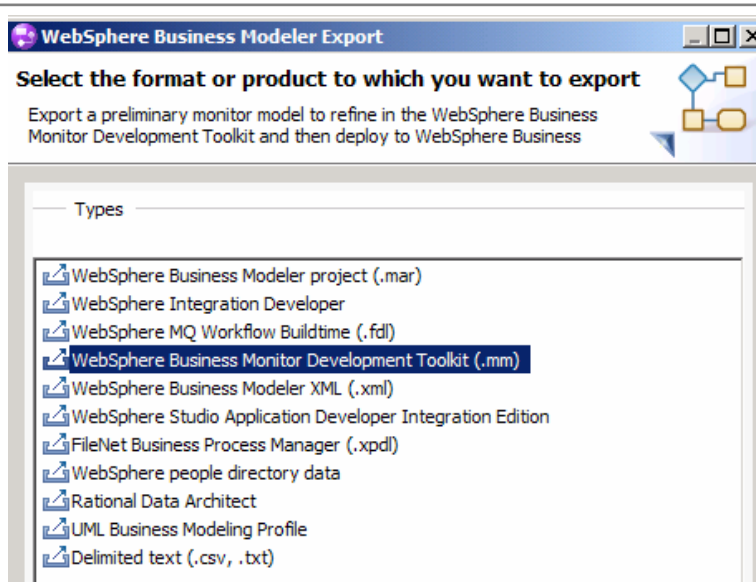 WebSphere Business Modeler Export
Select the format or product to which you want to export
Export a preliminary monitor model to refine in the WebSphere Business
Monitor Development Toolkit and then deploy to WebSphere Business
Types
WebSphere Business Modeler project (.mar)
WebSphere Integration Developer
WebSphere MQ Workflow Buildtime (.fdl)
WebSphere Business Monitor Development Toolkit (.mm)
WebSphere Business Modeler XML (.xml)
WebSphere Studio Application Developer Integration Edition
FileNet Business Process Manager (.xpdl)
WebSphere people directory data
Rational Data Architect
UML Business Modeling Profile
Delimited text (.csv, .txt)